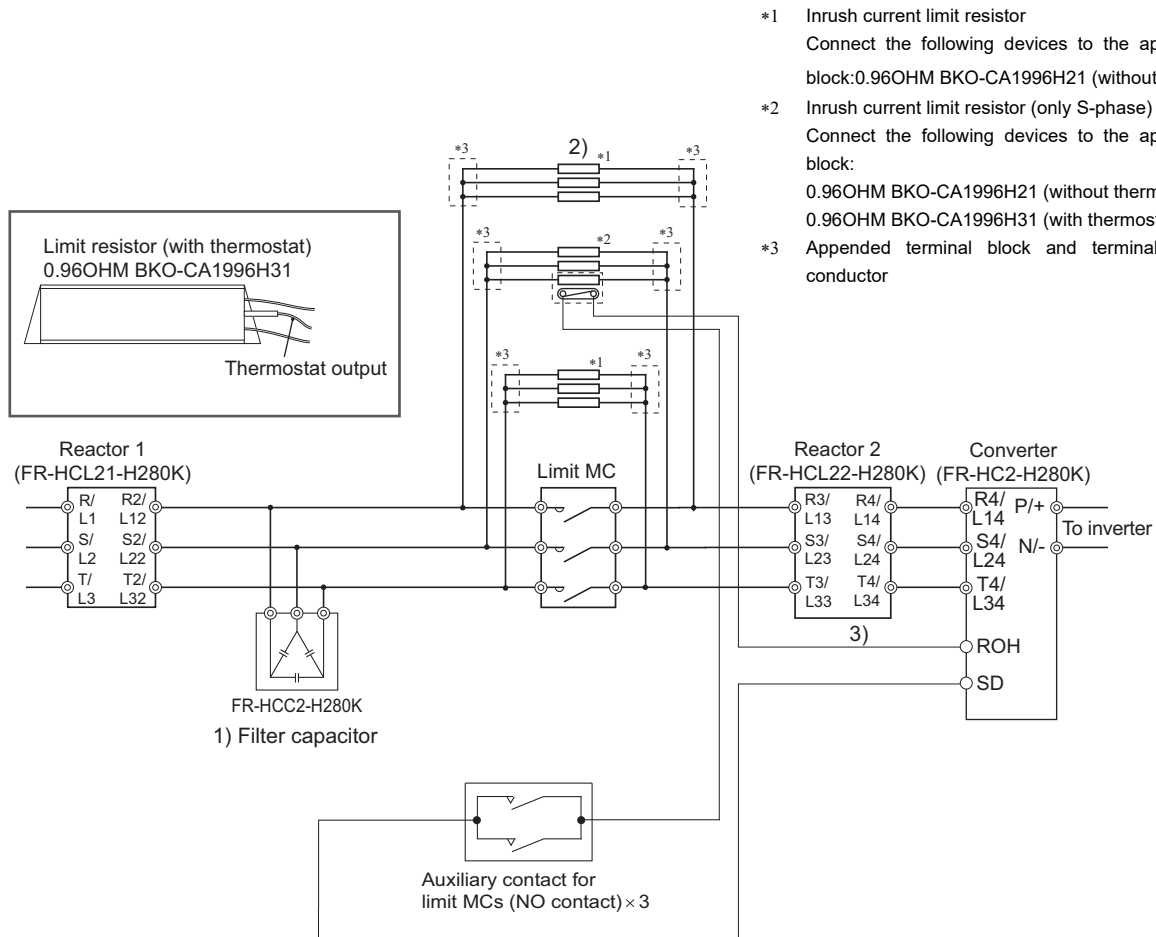 *1 Inrush current limit resistor
Connect the following devices to the
block:0.96OHM BKO-CA1996H21 (without
*2 Inrush current limit resistor (only S-phase)
Connect the following devices to the
block:
0.96OHM BKO-CA1996H21 (without
0.96OHM BKO-CA1996H31 (with
*3 Appended terminal block and terminal
conductor
*3
2)
*1
*3
*3
*2
*3
*3
*1
*3
Limit resistor (with thermostat)
0.96OHM BKO-CA1996H31
Thermostat output
Reactor 1
(FR-HCL21-H280K)
R/
L1
R2/
L12
S/
L2
S2/
L22
T/
L3
T2/
L32
Limit MC
Reactor 2
(FR-HCL22-H280K)
R3/
L13
R4/
L14
S3/
L23
S4/
L24
T3/
L33
T4/
L34
3)
Converter
(FR-HC2-H280K)
R4/
L14
P/+
S4/
L24
N/-
T4/
L34
ROH
SD
To inverter
FR-HCC2-H280K
1) Filter capacitor
Auxiliary contact for
limit MCs (NO contact)×3